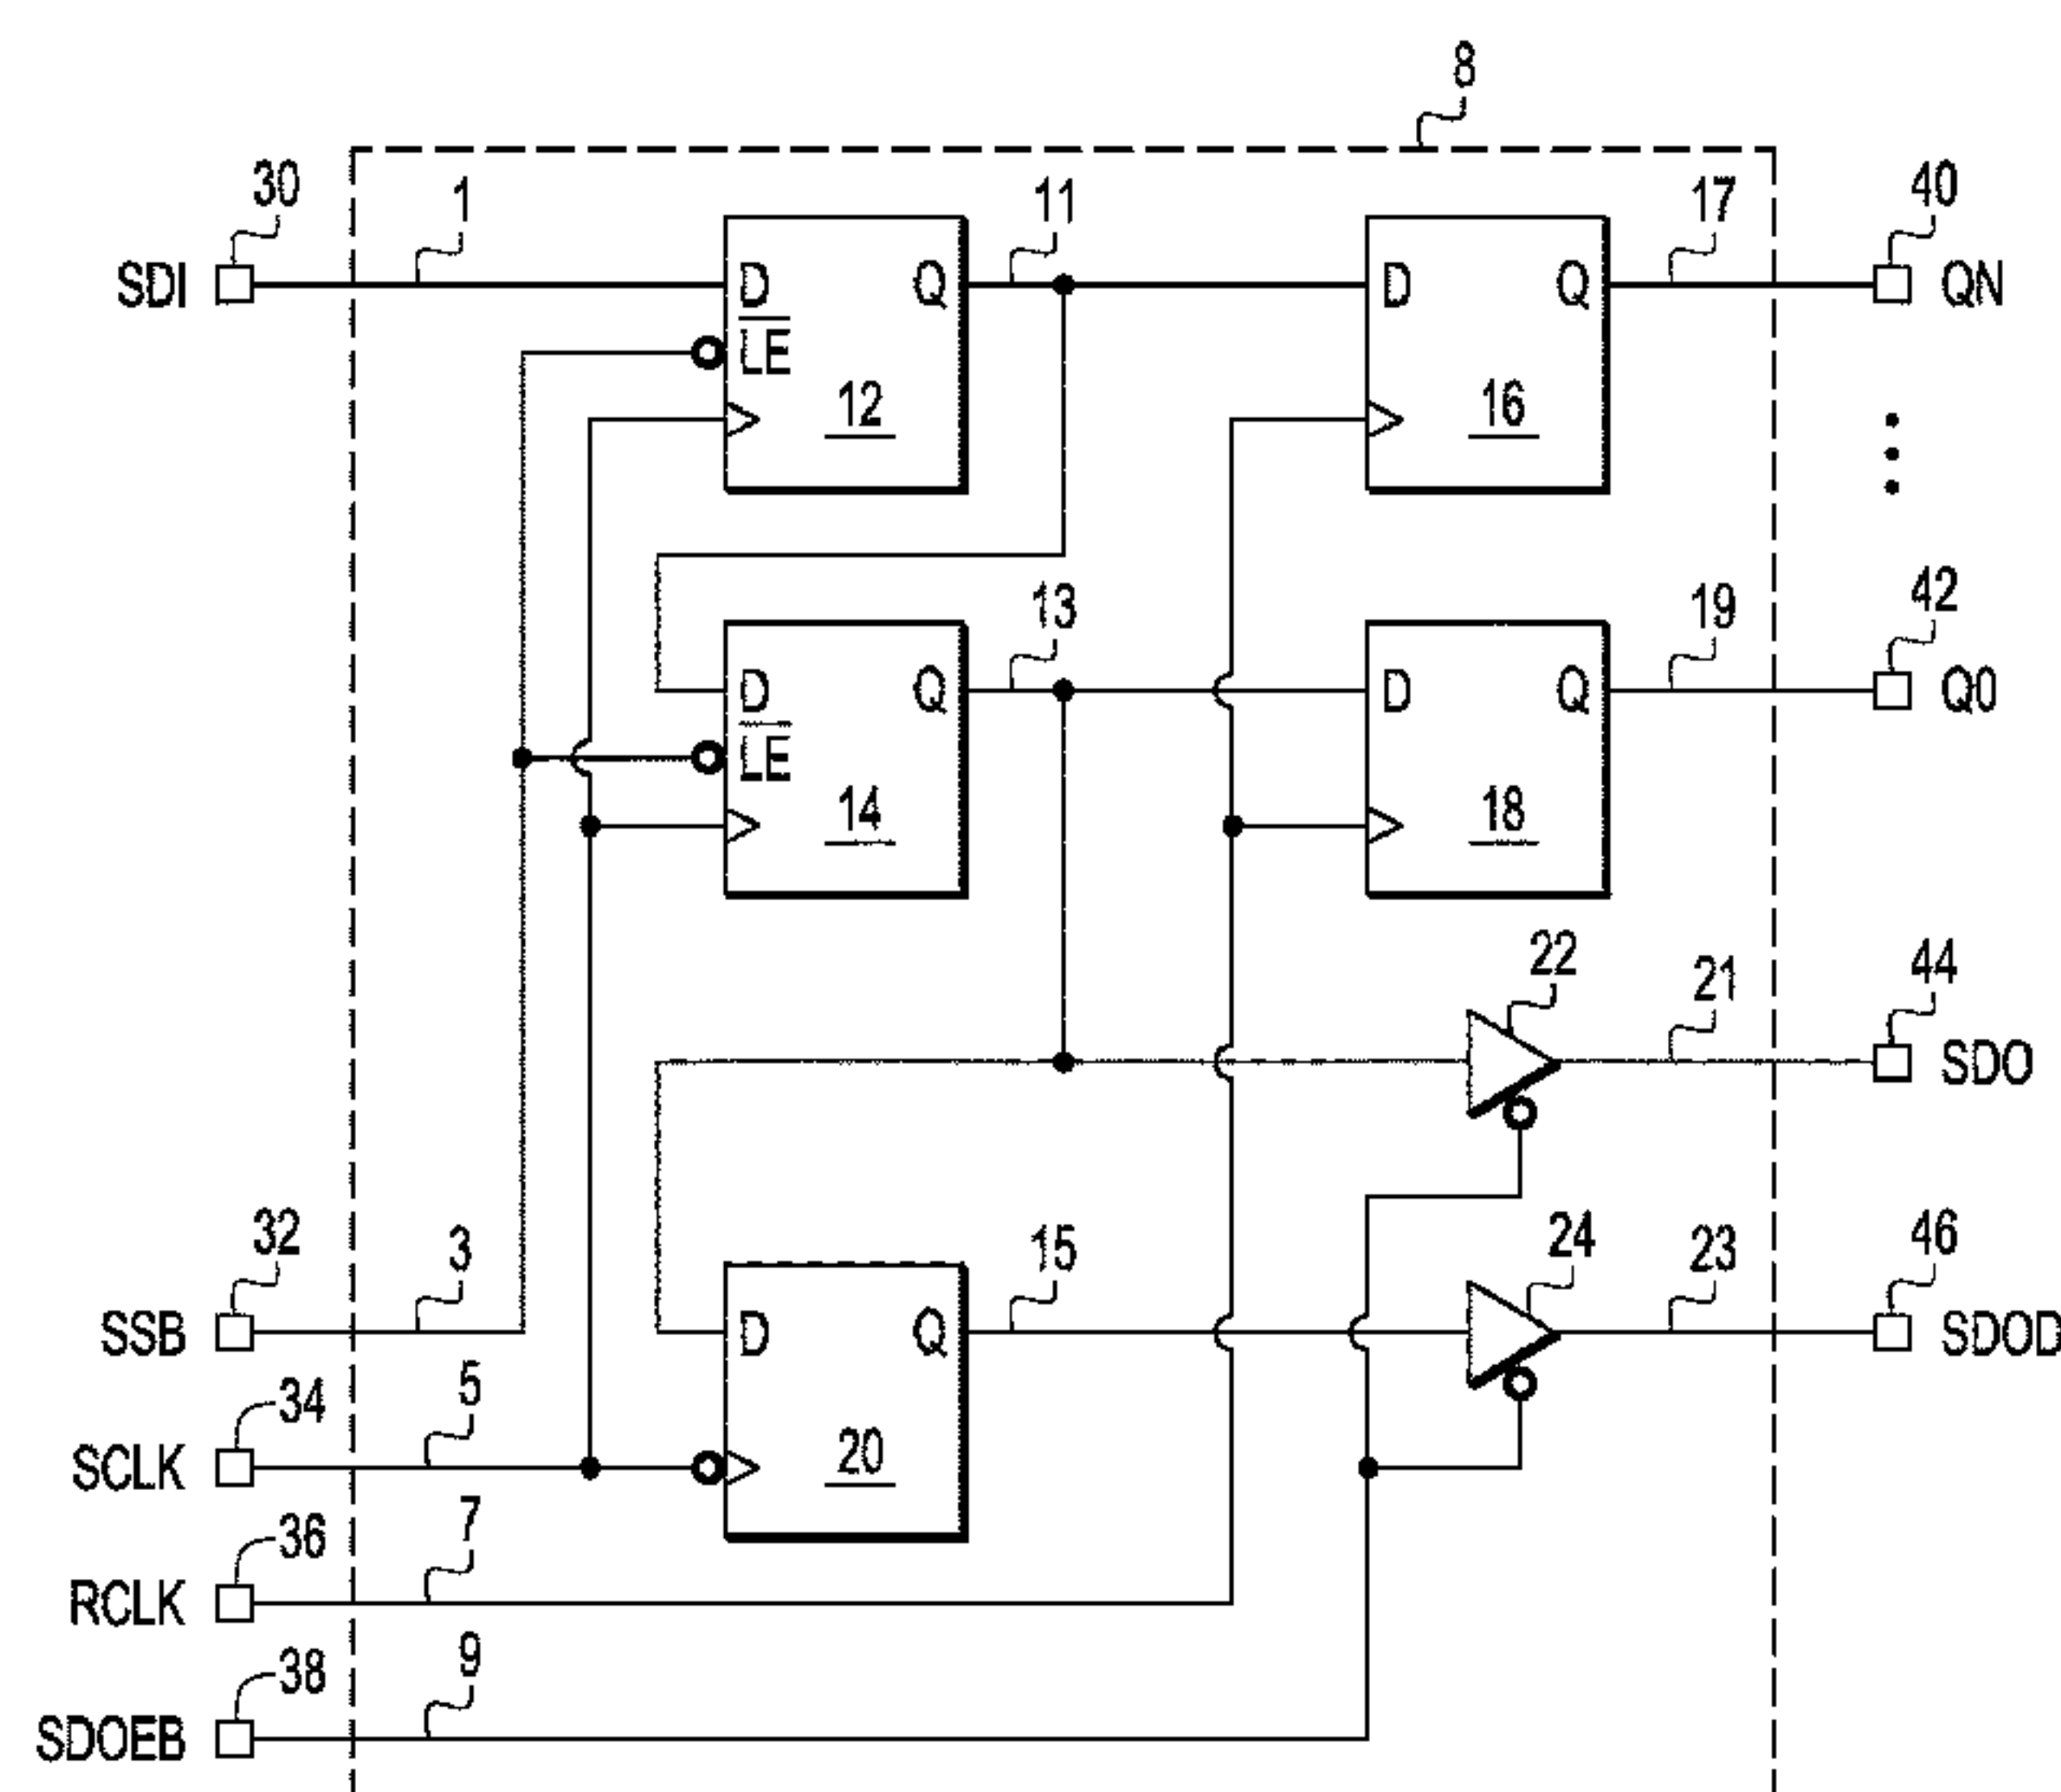 8
30 1 11 17 40
SDI D Q D Q QN
LE
12 16
13 19 42
D Q D Q Q0
LE
14 18
22 21 44
SDO
32 3 15 24 23 46
SSB D Q SDOD
34 5
SCLK 20
36 7
RCLK
38 9
SDOEB